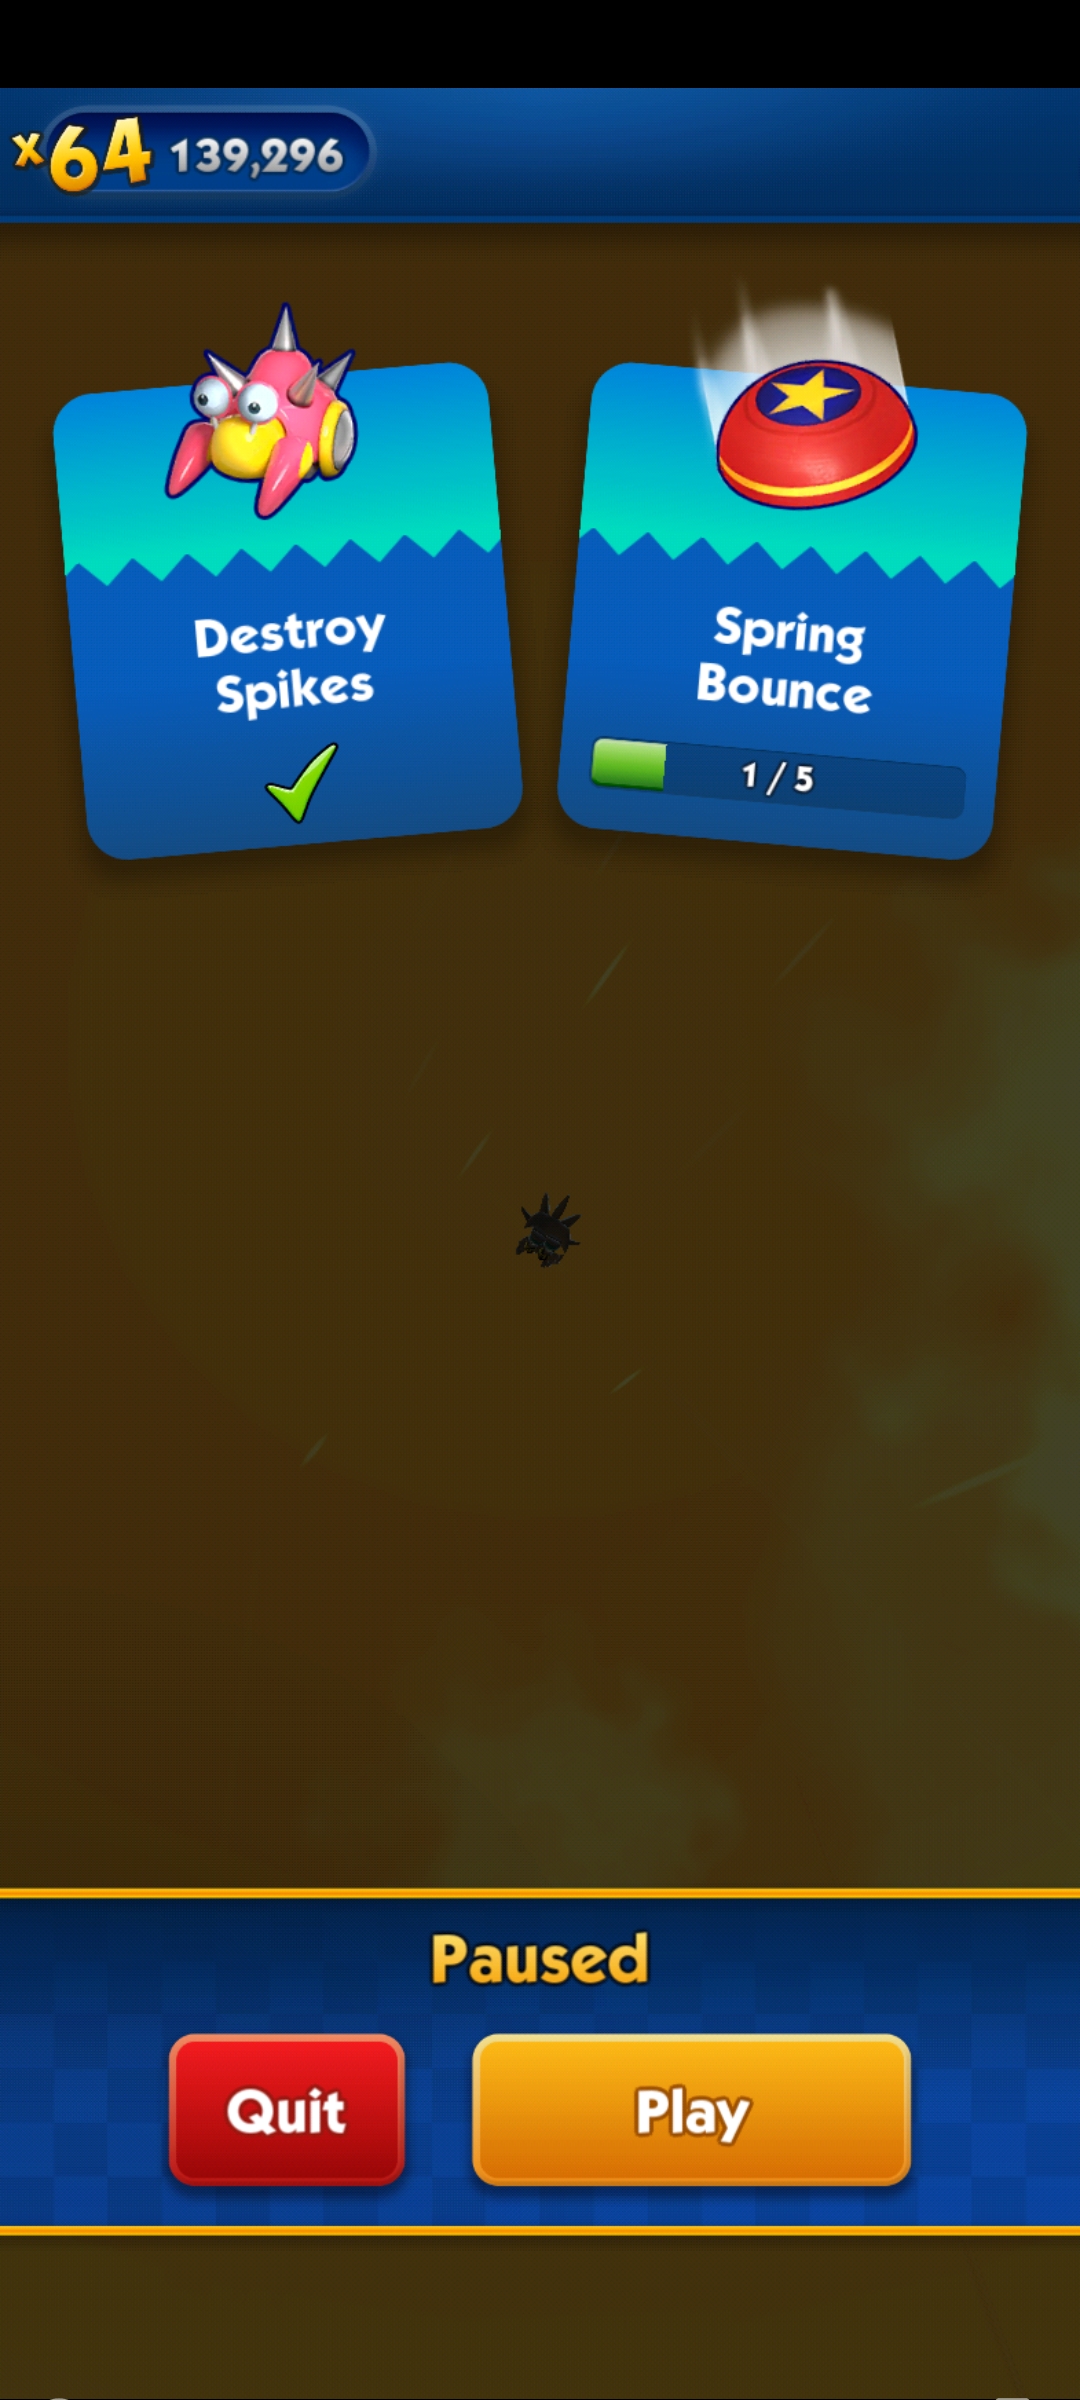 x64 139,296
Destroy
Spikes
Spring
Bounce
1 / 5
Paused
Quit
Play